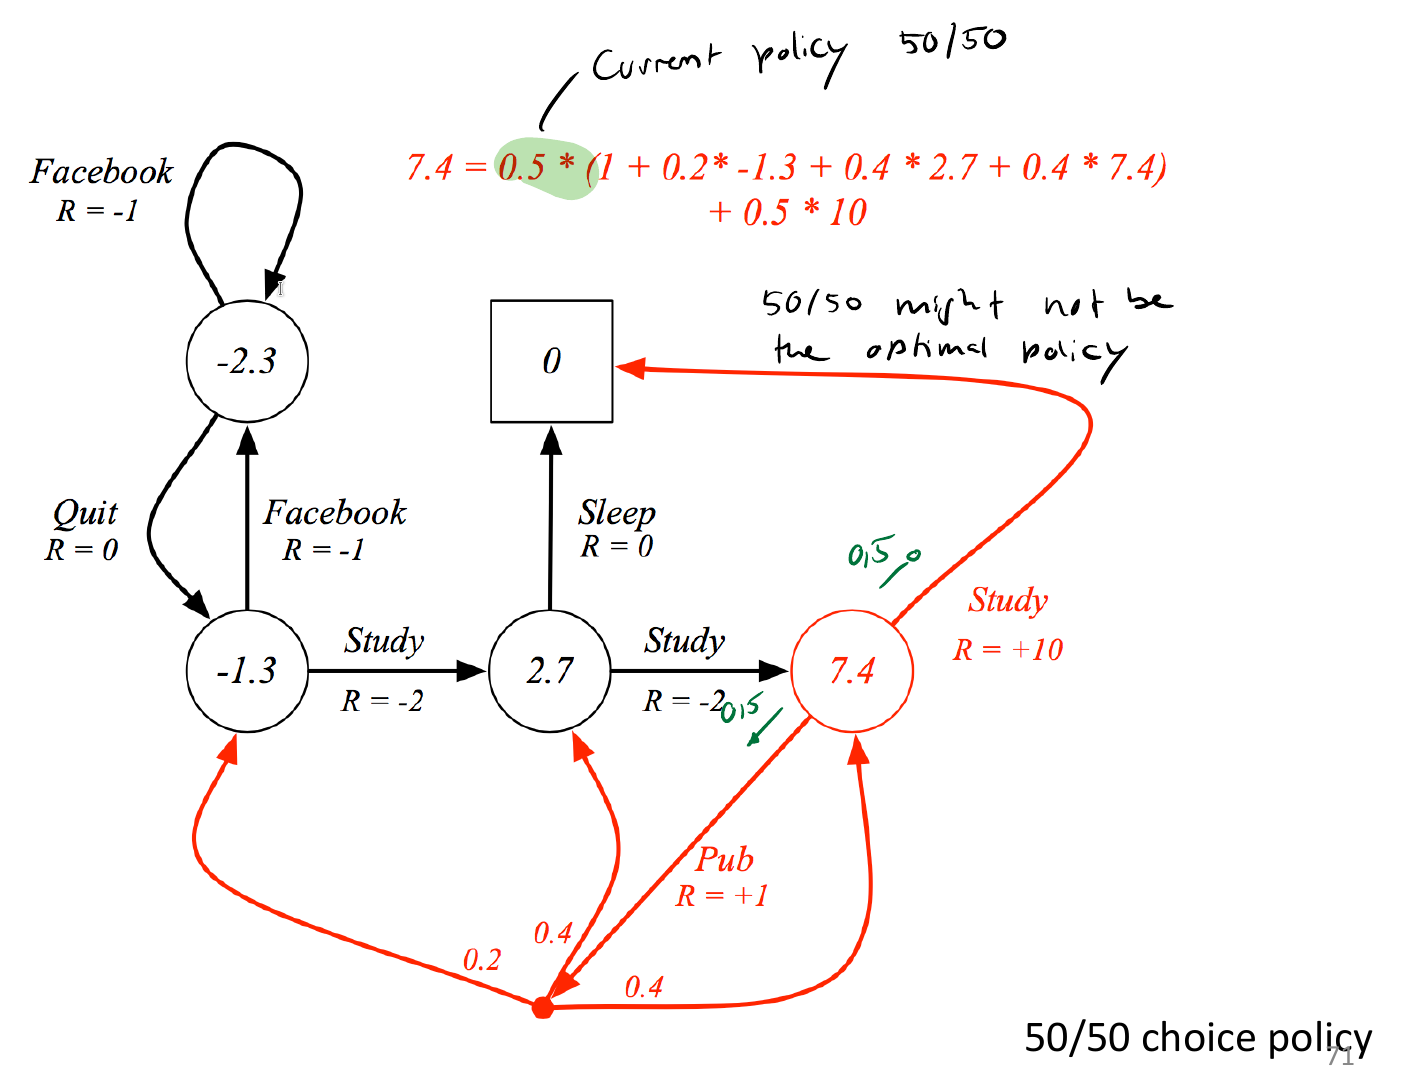 Current policy 50/50
7.4 = 0.5 * (1 + 0.2* -1.3 + 0.4 * 2.7 + 0.4 * 7.4)
+ 0.5 * 10
Facebook
R = -1
50/50 might not be
the optimal policy
-2.3
0
Quit
R = 0
Facebook
R = -1
Sleep
R = 0
0,5
Study
R = +10
-1.3
Study
R = -2
2.7
Study
R = -2
0,5
7.4
Pub
R = +1
0.4
0.2
0.4
50/50 choice policy
71